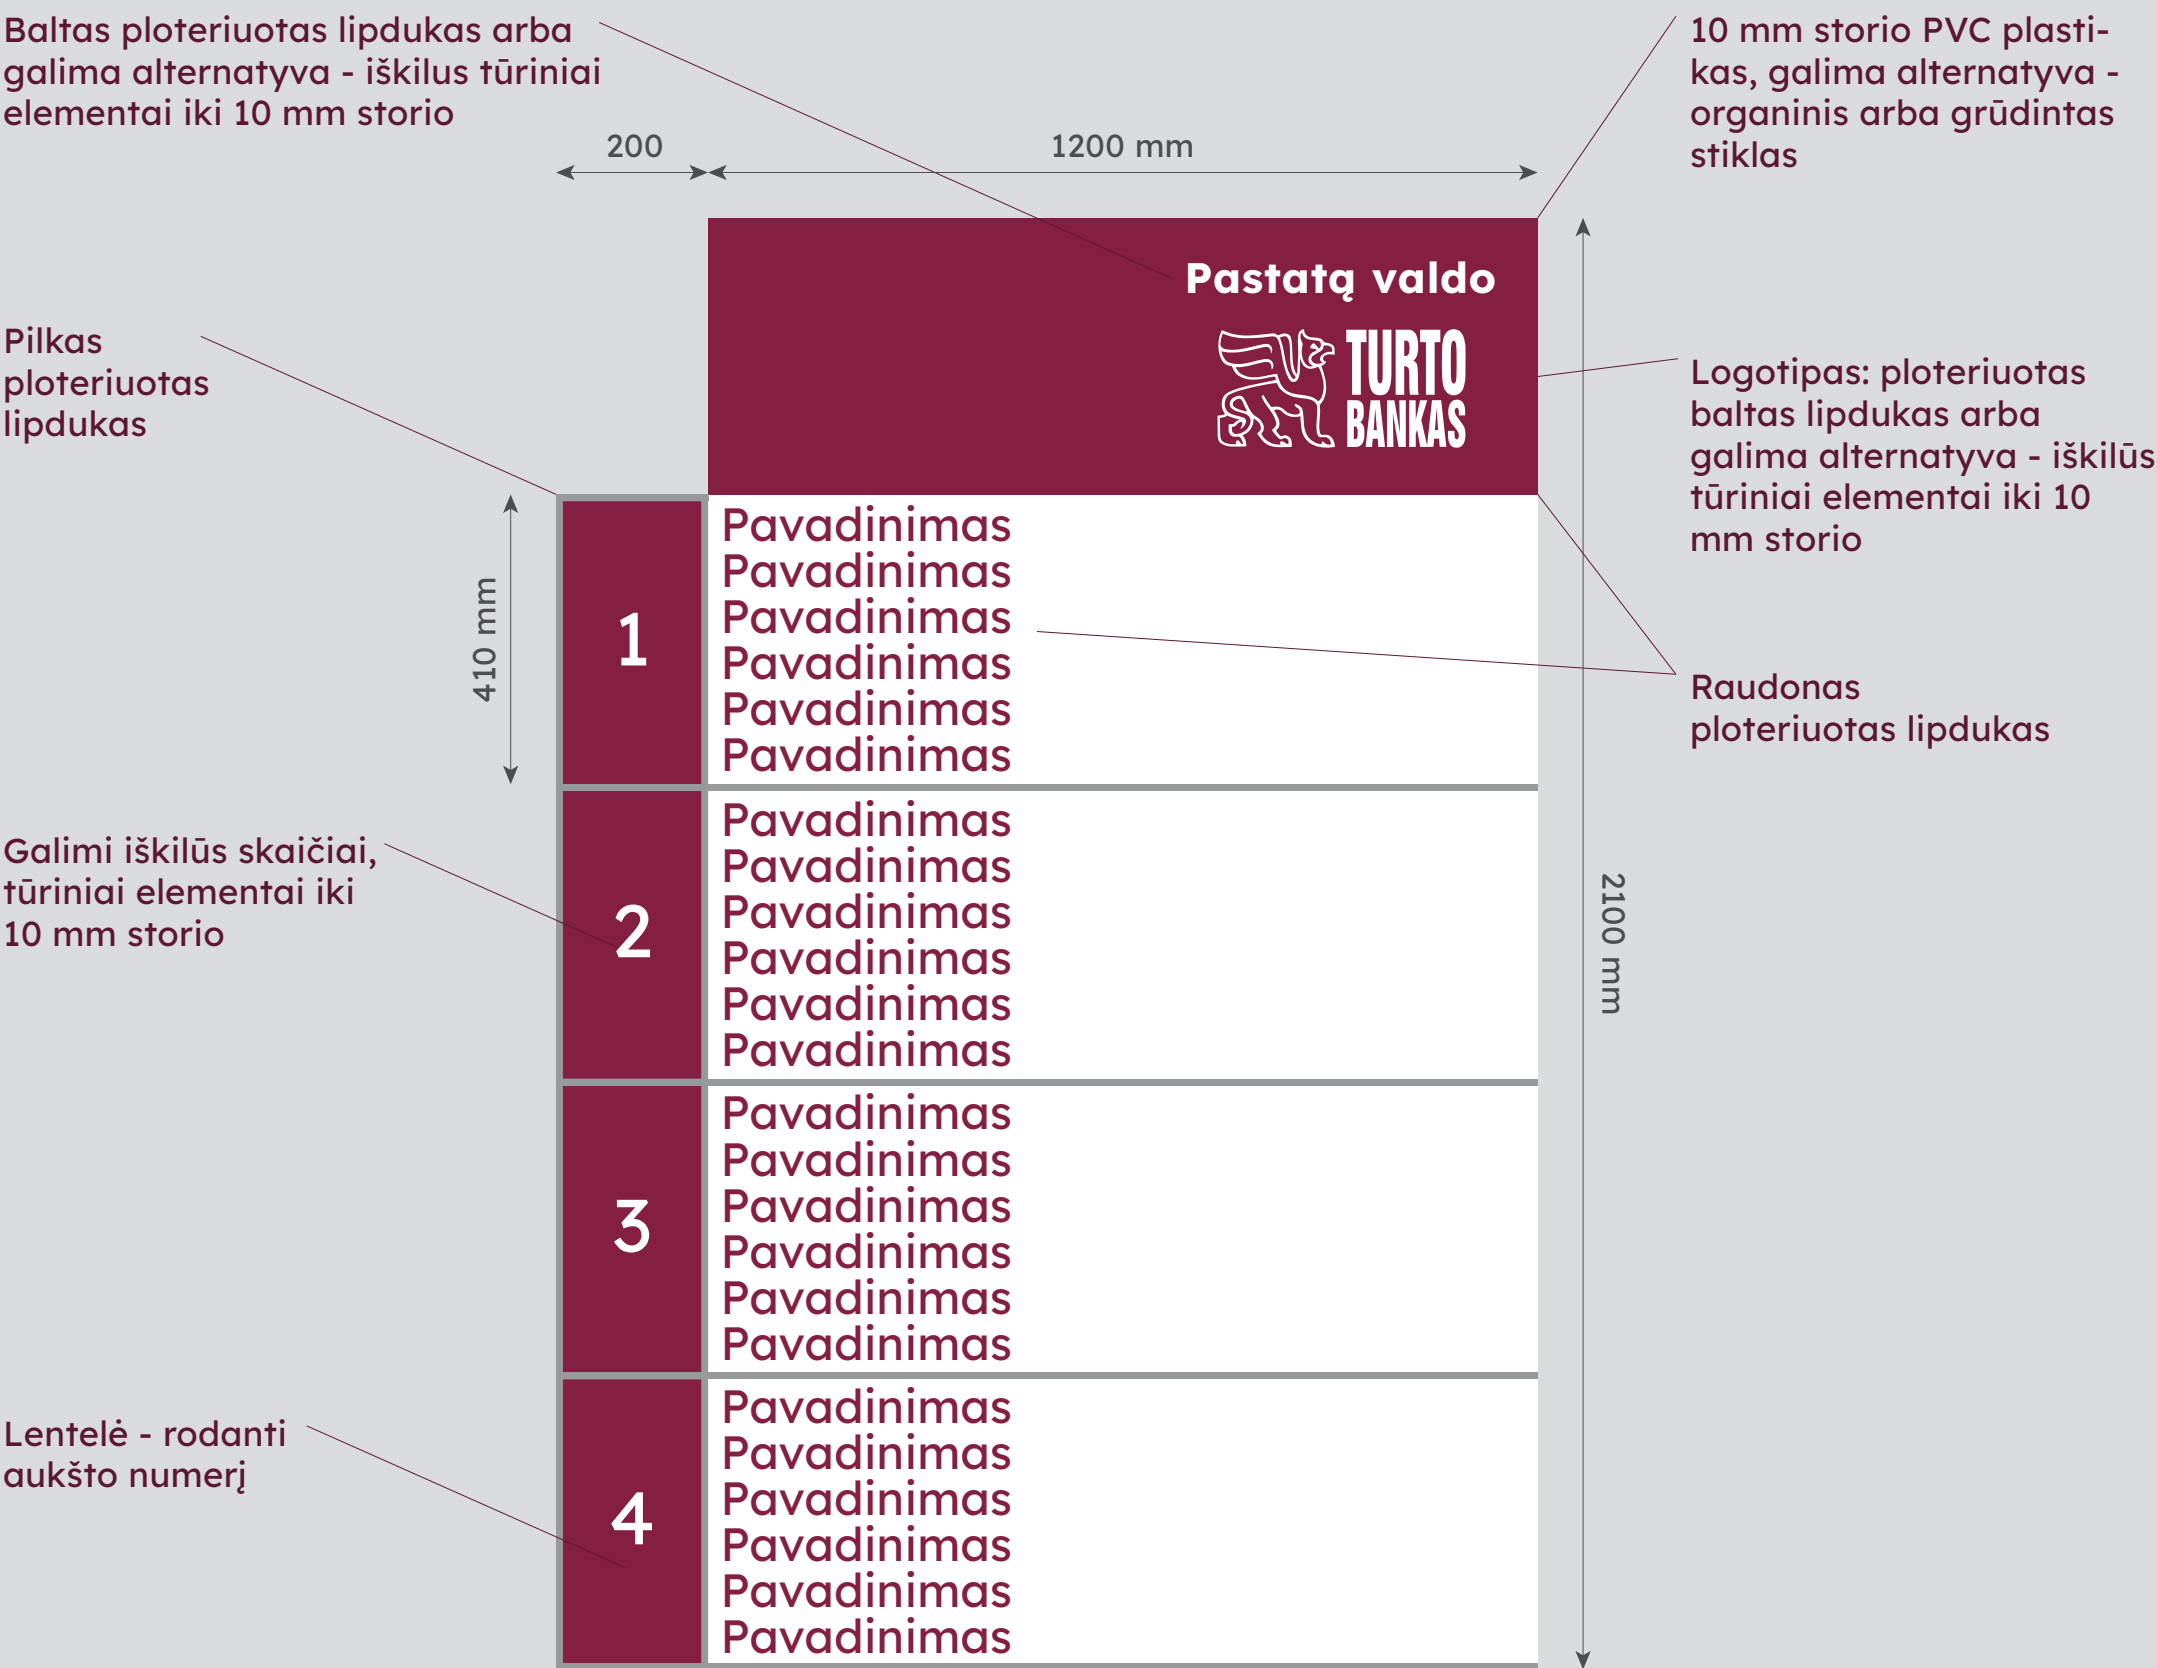 Baltas ploteriuotas lipdukas arba
galima alternatyva - iškilus tūriniai
elementai iki 10 mm storio
10 mm storio PVC plasti-
kas, galima alternatyva -
organinis arba grūdintas
stiklas
200
1200 mm
Pastatą valdo
TURTO
BANKAS
Pilkas
ploteriuotas
lipdukas
Logotipas: ploteriuotas
baltas lipdukas arba
galima alternatyva - iškilūs
tūriniai elementai iki 10
mm storio
410 mm
1
Pavadinimas
Pavadinimas
Pavadinimas
Pavadinimas
Pavadinimas
Pavadinimas
Raudonas
ploteriuotas lipdukas
Galimi iškilūs skaičiai,
tūriniai elementai iki
10 mm storio
2
Pavadinimas
Pavadinimas
Pavadinimas
Pavadinimas
Pavadinimas
Pavadinimas
2100 mm
3
Pavadinimas
Pavadinimas
Pavadinimas
Pavadinimas
Pavadinimas
Pavadinimas
Lentelė - rodanti
aukšto numerį
4
Pavadinimas
Pavadinimas
Pavadinimas
Pavadinimas
Pavadinimas
Pavadinimas